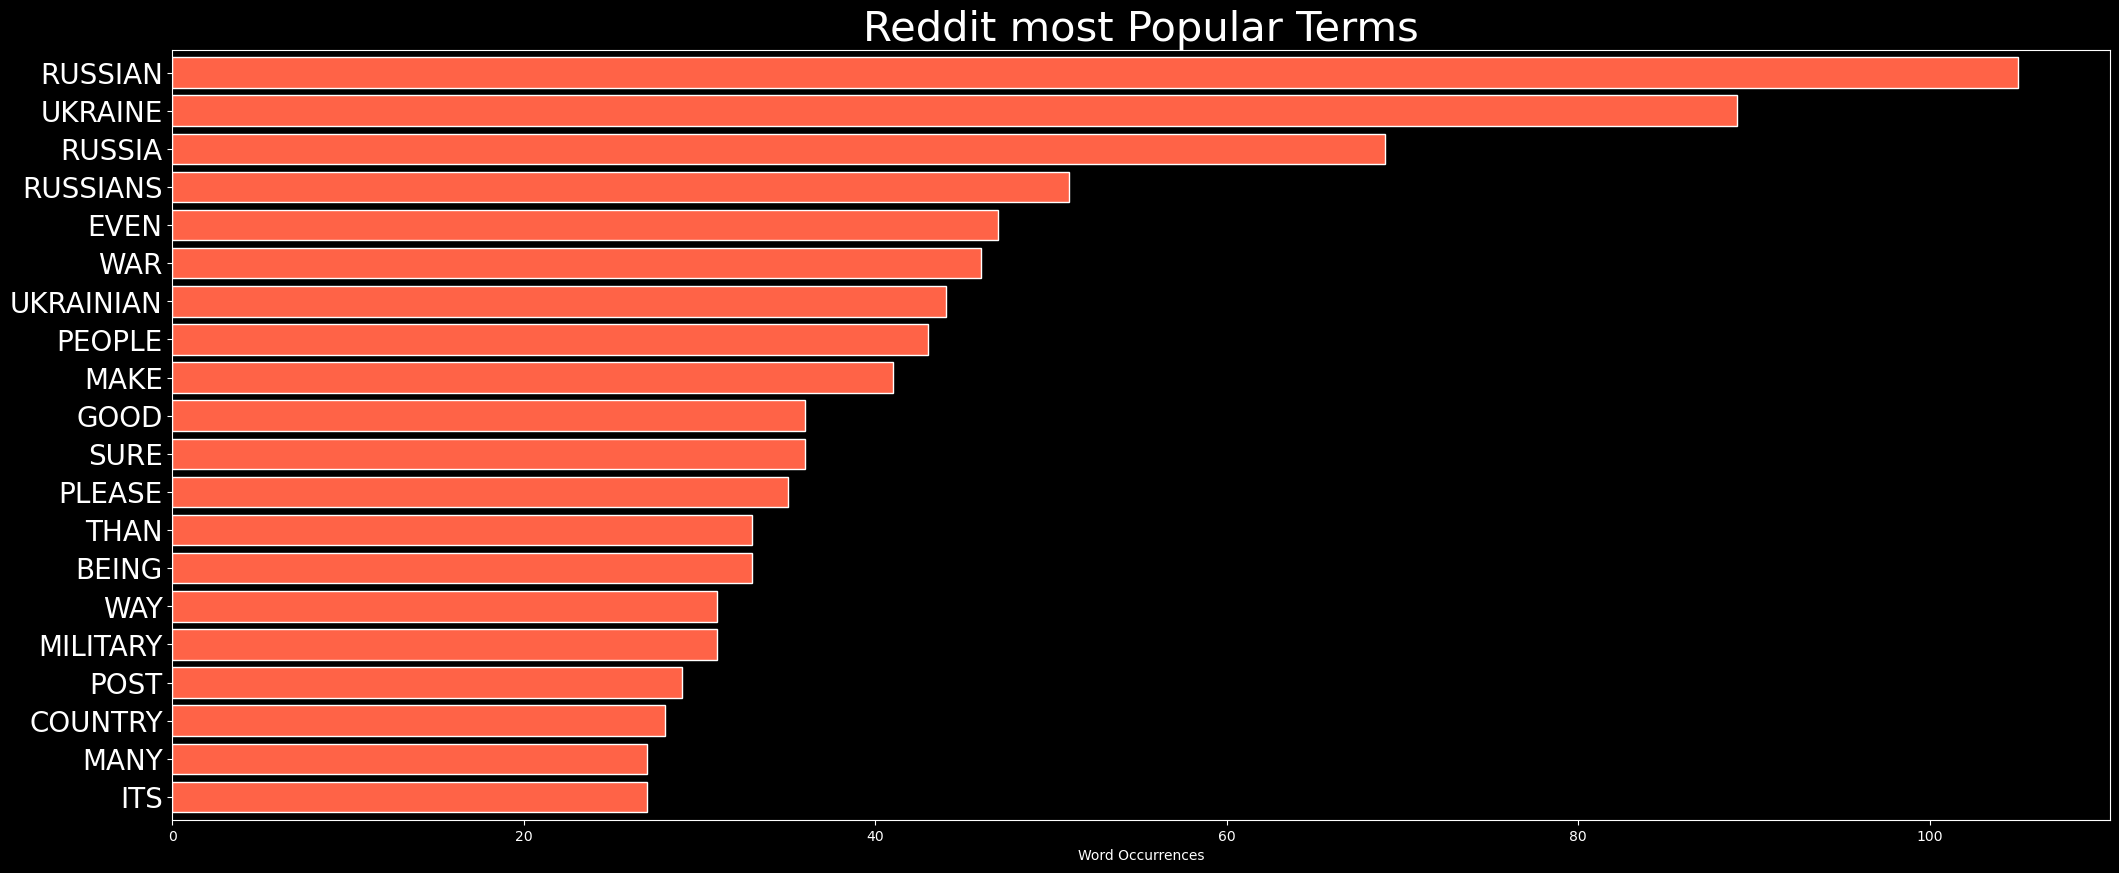 Reddit most Popular Terms
RUSSIAN
UKRAINE
RUSSIA
RUSSIANS
EVEN
WAR
UKRAINIAN
PEOPLE
MAKE
GOOD
SURE
PLEASE
THAN
BEING
WAY
MILITARY
POST
COUNTRY
MANY
ITS
0 20 40 60 80 100
Word Occurrences